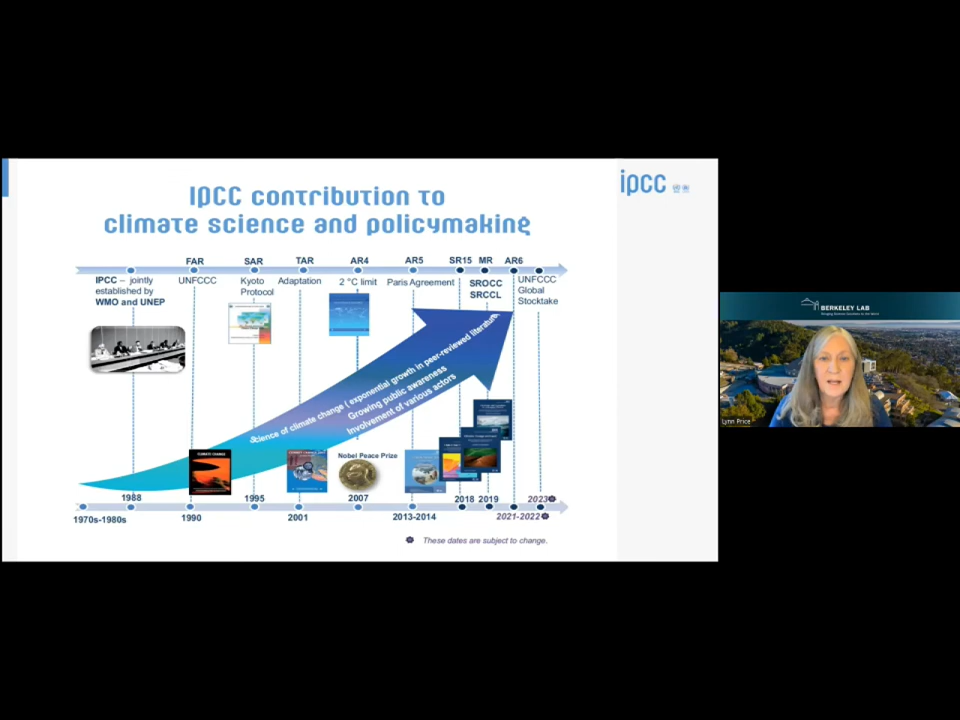 IPCC contribution to
climate science and policymaking
ipcc
FAR
SAR
TAR
AR4
AR5
SR15
MR
AR6
IPCC – jointly
established by
WMO and UNEP
UNFCCC
Kyoto
Protocol
Adaptation
2 °C limit
Paris Agreement
SROCC
SRCCL
UNFCCC
Global
Stocktake
Science of climate change ( exponential growth in peer-reviewed literature
Growing public awareness
Involvement of various actors
CLIMATE CHANGE
Nobel Peace Prize
1970s-1980s
1988
1990
1995
2001
2007
2013-2014
2018
2019
2021-2022
2023
These dates are subject to change.
BERKELEY LAB
Lynn Price